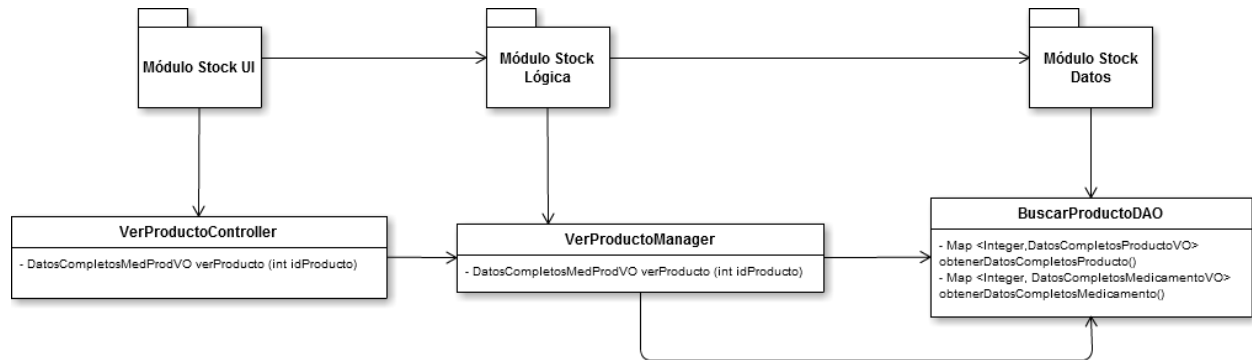 Módulo Stock UI
Módulo Stock
Lógica
Módulo Stock
Datos
VerProductoController
- DatosCompletosMedProdVO verProducto (int idProducto)
VerProductoManager
- DatosCompletosMedProdVO verProducto (int idProducto)
BuscarProductoDAO
- Map <Integer,DatosCompletosProductoVO>
obtenerDatosCompletosProducto()
- Map <Integer, DatosCompletosMedicamentoVO>
obtenerDatosCompletosMedicamento()